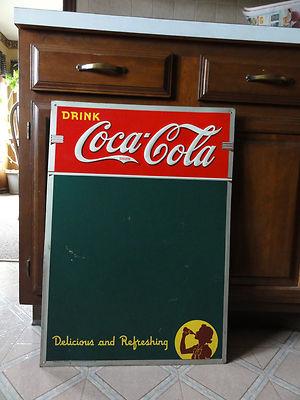 DRINK
Coca-Cola
Delicious and Refreshing